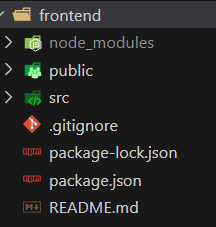 frontend
node_modules
public
src
.gitignore
package-lock.json
package.json
README.md